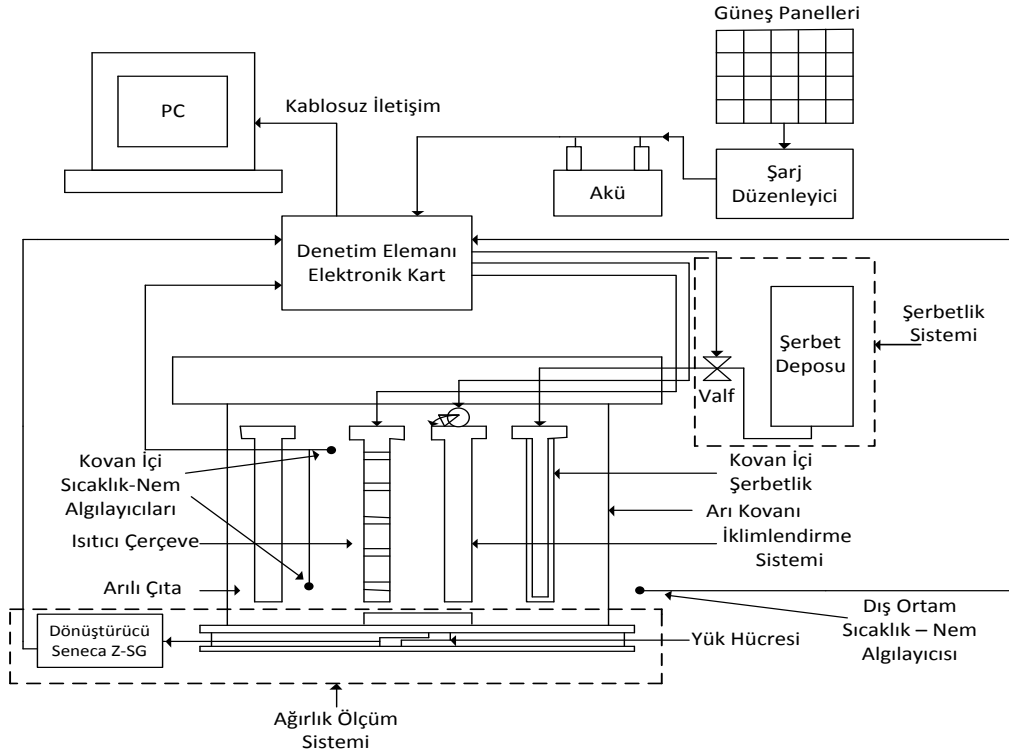 Güneş Panelleri
PC
Kablosuz İletişim
Akü
Şarj
Düzenleyici
Denetim Elemanı
Elektronik Kart
Şerbet
Deposu
Şerbetlik
Sistemi
Valf
Kovan İçi
Sıcaklık-Nem
Algılayıcıları
Kovan İçi
Şerbetlik
Arı Kovanı
Isıtıcı Çerçeve
İklimlendirme
Sistemi
Arılı Çıta
Dış Ortam
Sıcaklık – Nem
Algılayıcısı
Dönüştürücü
Seneca Z-SG
Yük Hücresi
Ağırlık Ölçüm
Sistemi